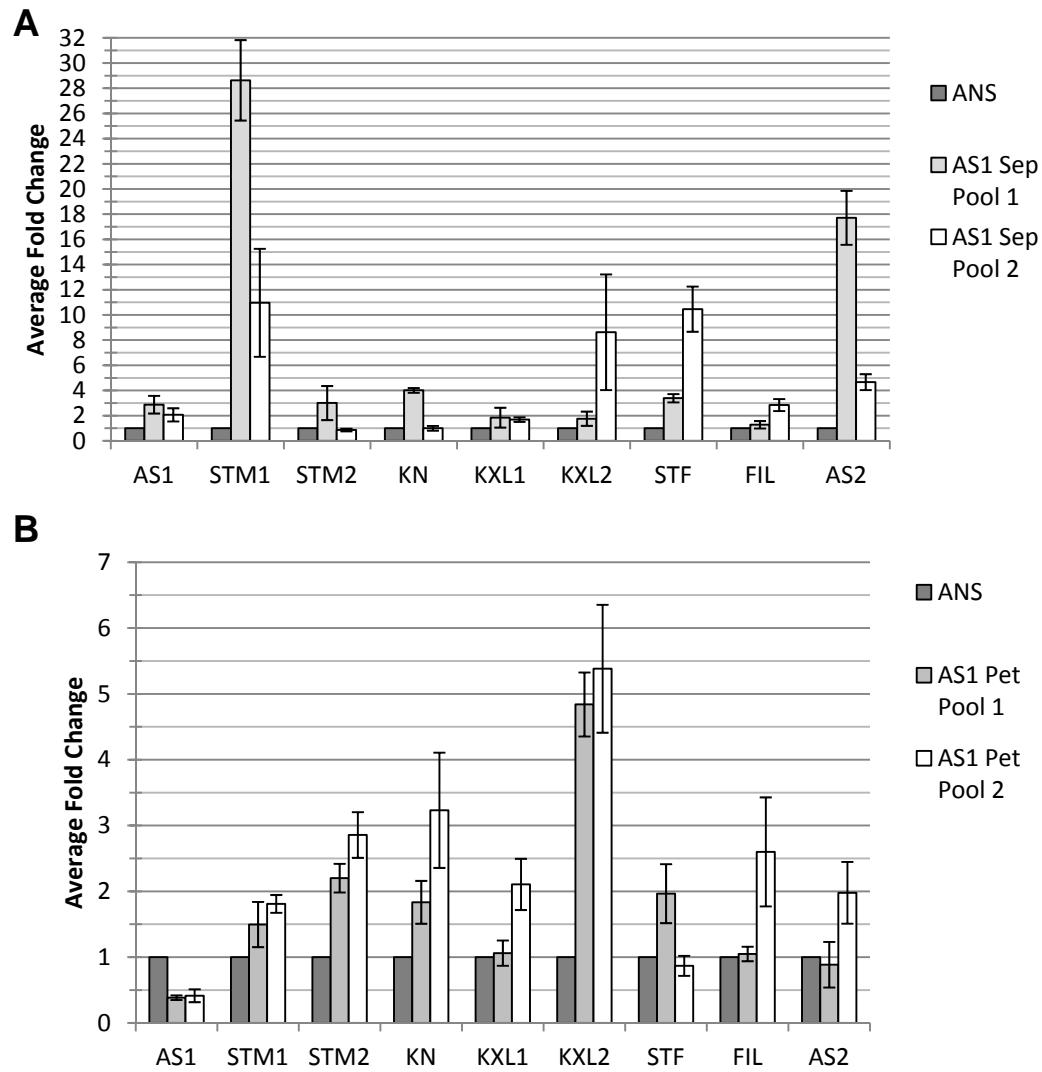 A
Average Fold Change
32
30
28
26
24
22
20
18
16
14
12
10
8
6
4
2
0
AS1 STM1 STM2 KN KXL1 KXL2 STF FIL AS2
ANS
AS1 Sep
Pool 1
AS1 Sep
Pool 2
B
Average Fold Change
7
6
5
4
3
2
1
0
AS1 STM1 STM2 KN KXL1 KXL2 STF FIL AS2
ANS
AS1 Pet
Pool 1
AS1 Pet
Pool 2